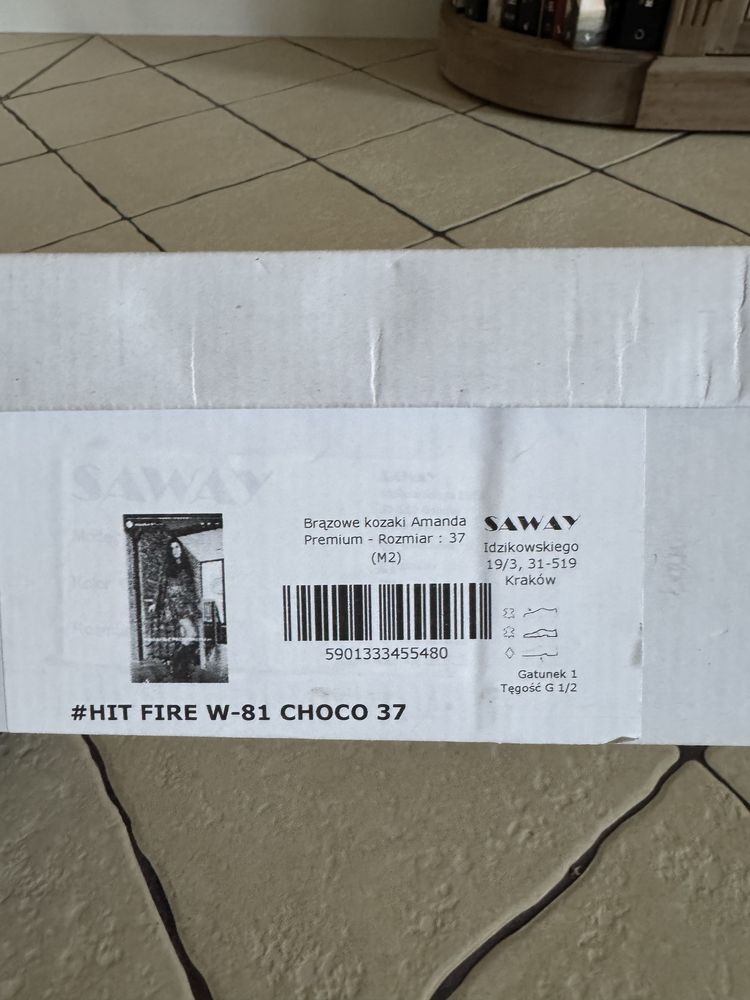 SAWAY
Brązowe kozaki Amanda
Premium - Rozmiar : 37
(M2)
5901333455480
SAWAY
Idzikowskiego
19/3, 31-519
Kraków
Gatunek 1
Tęgość G 1/2
#HIT FIRE W-81 CHOCO 37